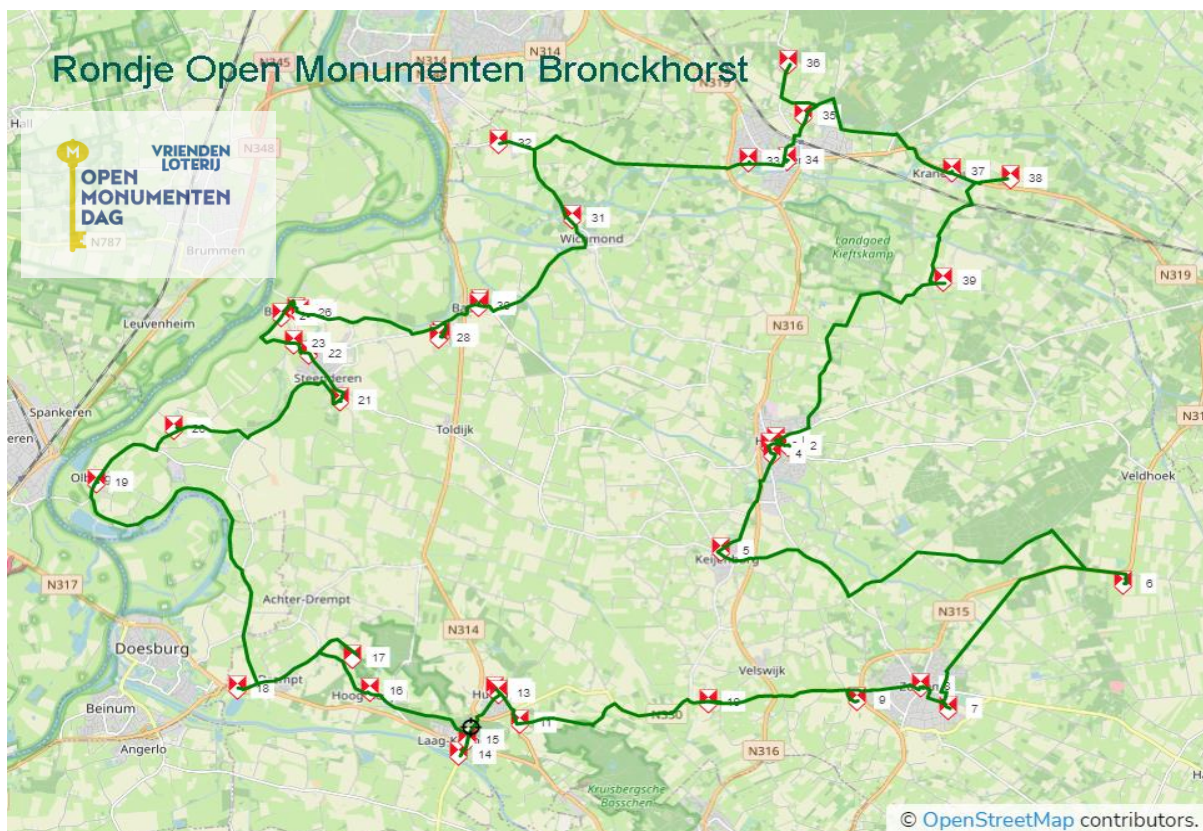 N314
N345
N314
Rondje Open Monumenten Bronckhorst
N319
36
Hall
35
VRIENDEN
LOTERIJ
N348
M
OPEN
MONUMENTEN
DAG
32
33
34
37
38
31
Wichmond
N787
Brummen
Landgoed
Kieftskamp
N319
39
26
Leuvenheim
28
N316
23
22
Steenderen
21
Spankeren
Toldijk
2
4
19
Veldhoek
5
Keijenborg
N317
6
Achter-Drempt
N315
N314
Doesburg
17
Velswijk
18
16
13
9
7
Beinum
11
N330
Angerlo
15
14
N316
Kruisbergsche
Bosschen
© OpenStreetMap contributors.